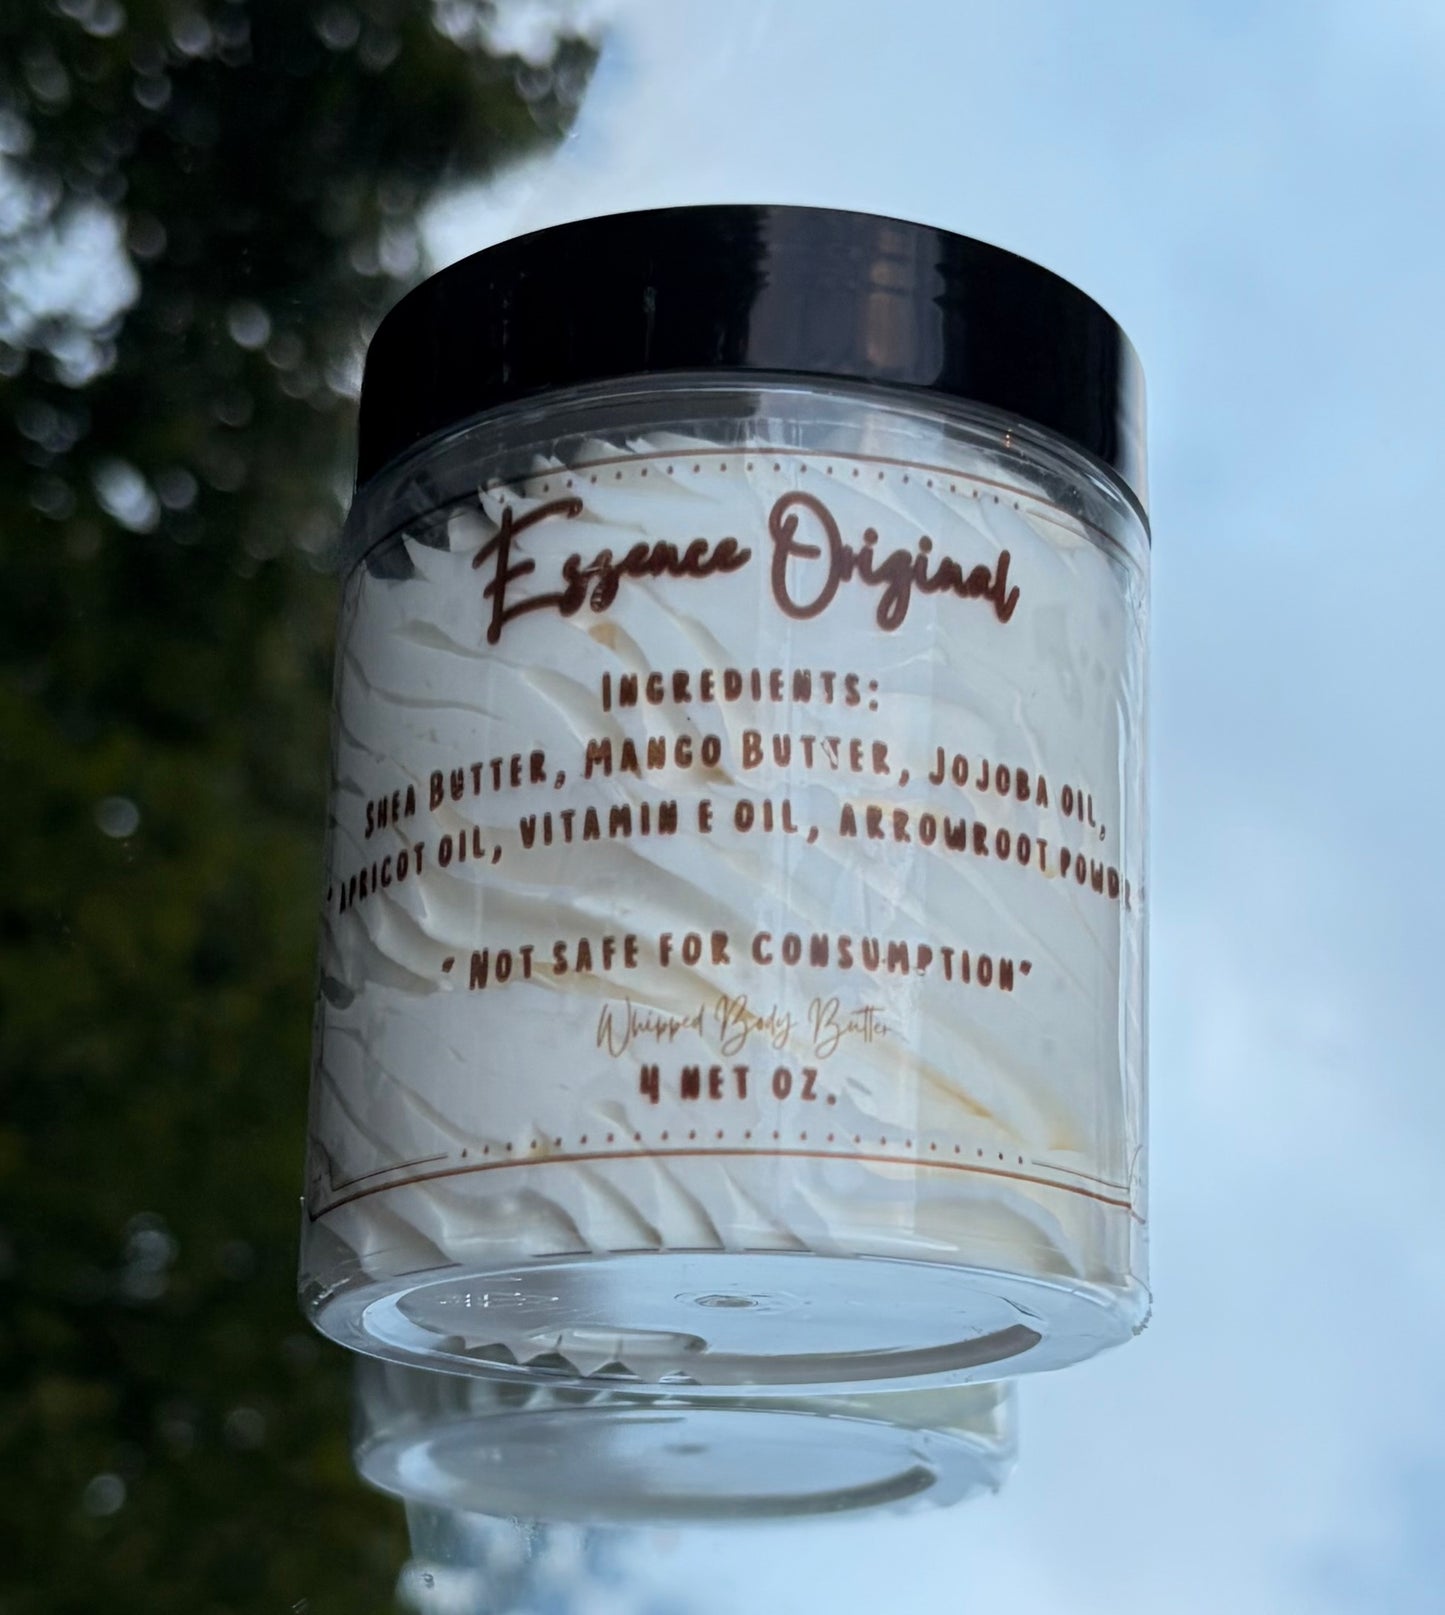 Essence Original
INGREDIENTS:
SHEA BUTTER, MANGO BUTTER, JOJOBA OIL,
" APRICOT OIL, VITAMIN E OIL, ARROWROOT POWDER
" NOT SAFE FOR CONSUMPTION"
Whipped Body Butter
4 NET OZ.